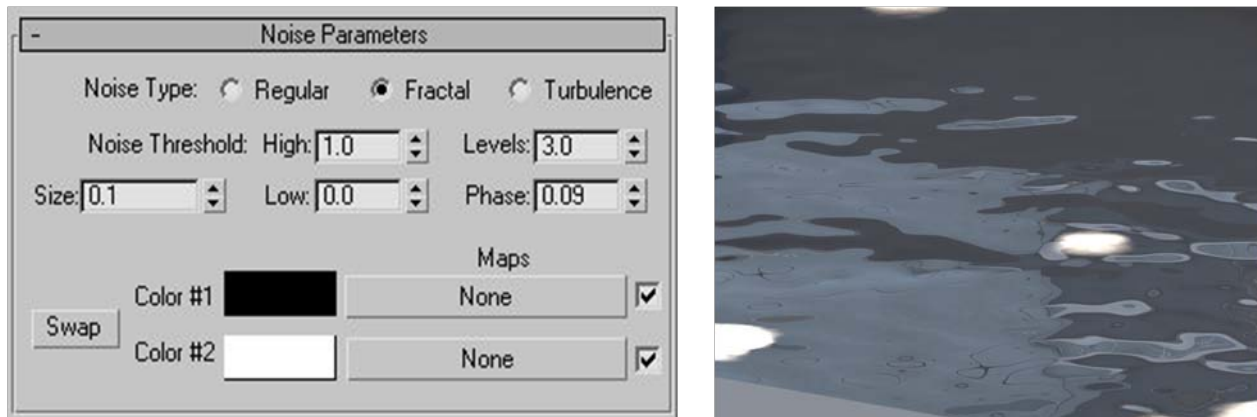 - Noise Parameters
Noise Type: Regular Fractal Turbulence
Noise Threshold: High: 1.0 Levels: 3.0
Size: 0.1 Low: 0.0 Phase: 0.09
Maps
Color #1 None
Swap
Color #2 None